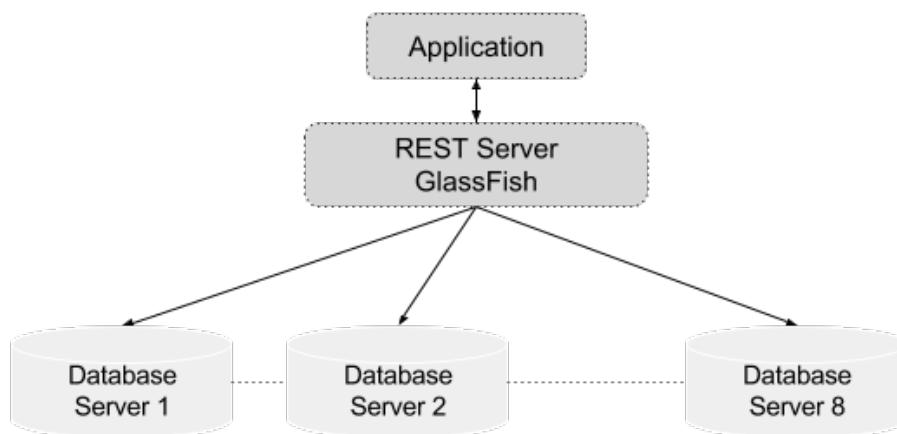 Application
REST Server
GlassFish
Database
Server 1
Database
Server 2
Database
Server 8